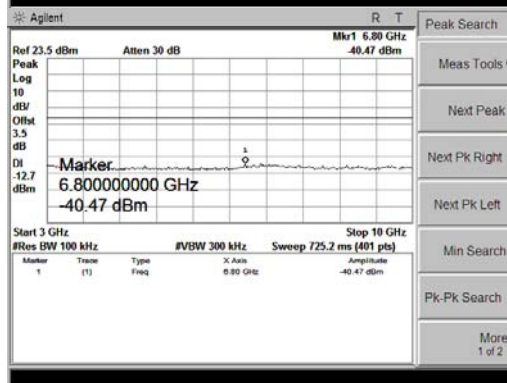 Agilent R T
Mkr1 6.80 GHz
Ref 23.5 dBm Atten 30 dB -40.47 dBm
Peak
Log
10
dB/
Offst
3.5
dB
DI
-12.7
dBm
1
Marker
6.800000000 GHz
-40.47 dBm
Start 3 GHz Stop 10 GHz
#Res BW 100 kHz #VBW 300 kHz Sweep 725.2 ms (401 pts)
Marker Trace Type X Axis Amplitude
1 (1) Freq 6.80 GHz -40.47 dBm
Peak Search
Meas Tools
Next Peak
Next Pk Right
Next Pk Left
Min Search
Pk-Pk Search
More
1 of 2